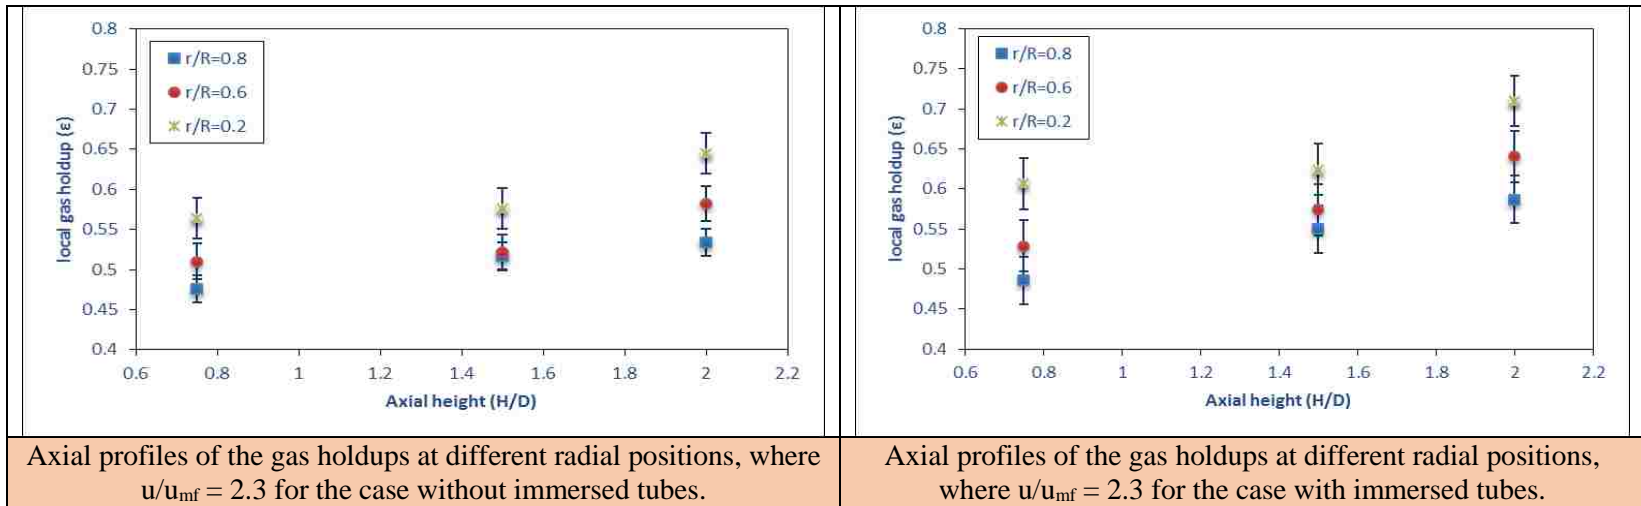 0.8
0.75
0.7
0.65
0.6
0.55
0.5
0.45
0.4
local gas holdup (ε)
r/R=0.8
r/R=0.6
r/R=0.2
0.6 0.8 1 1.2 1.4 1.6 1.8 2 2.2
Axial height (H/D)
Axial profiles of the gas holdups at different radial positions, where
u/umf = 2.3 for the case without immersed tubes.
0.8
0.75
0.7
0.65
0.6
0.55
0.5
0.45
0.4
local gas holdup (ε)
r/R=0.8
r/R=0.6
r/R=0.2
0.6 0.8 1 1.2 1.4 1.6 1.8 2 2.2
Axial height (H/D)
Axial profiles of the gas holdups at different radial positions,
where u/umf = 2.3 for the case with immersed tubes.